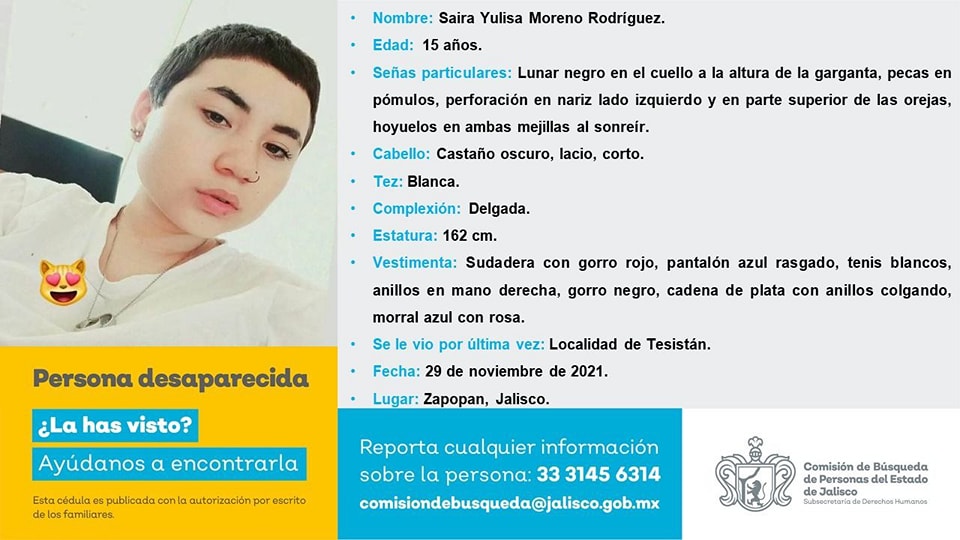 • Nombre: Saira Yulisa Moreno Rodríguez.
• Edad: 15 años.
• Señas particulares: Lunar negro en el cuello a la altura de la garganta, pecas en
pómulos, perforación en nariz lado izquierdo y en parte superior de las orejas,
hoyuelos en ambas mejillas al sonreír.
• Cabello: Castaño oscuro, lacio, corto.
• Tez: Blanca.
• Complexión: Delgada.
• Estatura: 162 cm.
• Vestimenta: Sudadera con gorro rojo, pantalón azul rasgado, tenis blancos,
anillos en mano derecha, gorro negro, cadena de plata con anillos colgando,
morral azul con rosa.
• Se le vio por última vez: Localidad de Tesistán.
• Fecha: 29 de noviembre de 2021.
• Lugar: Zapopan, Jalisco.
Persona desaparecida
¿La has visto?
Ayúdanos a encontrarla
Esta cédula es publicada con la autorización por escrito
de los familiares.
Reporta cualquier información
sobre la persona: 33 3145 6314
comisiondebusqueda@jalisco.gob.mx
Comisión de Búsqueda
de Personas del Estado
de Jalisco
Subsecretaría de Derechos Humanos